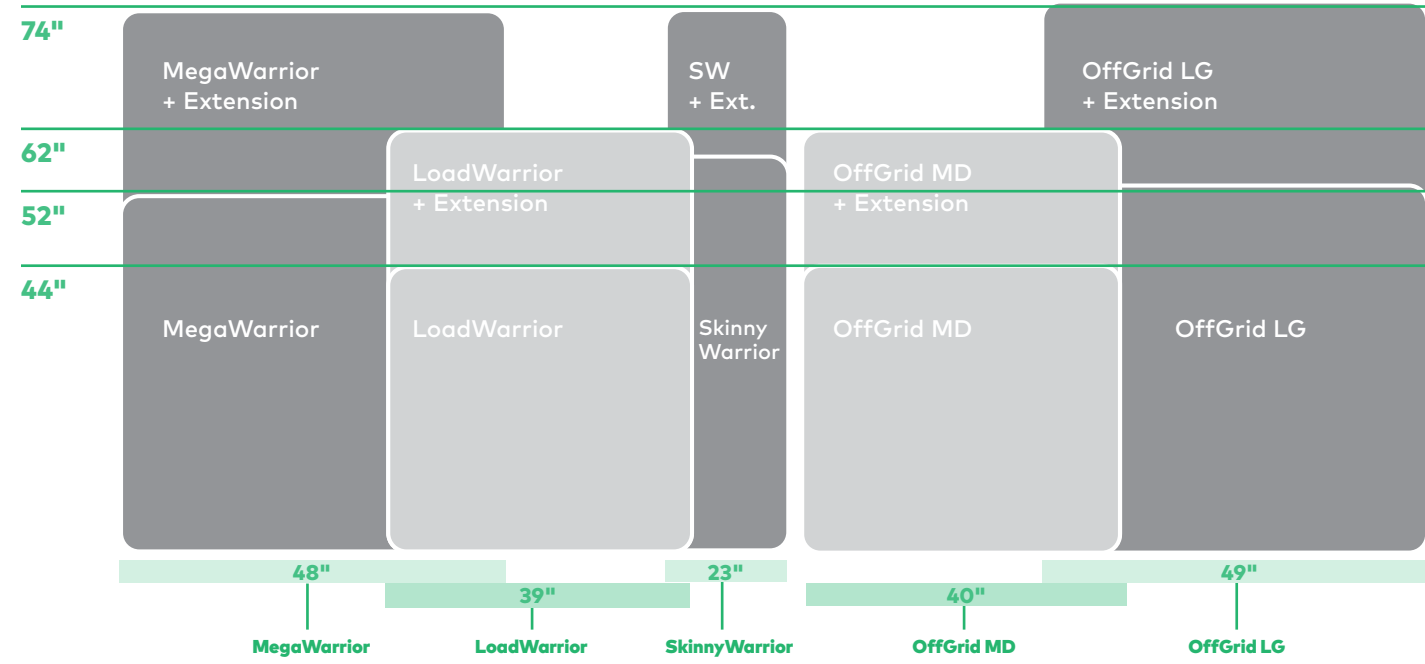 74"
MegaWarrior
+ Extension
SW
+ Ext.
OffGrid LG
+ Extension
62"
LoadWarrior
+ Extension
OffGrid MD
+ Extension
52"
44"
MegaWarrior
LoadWarrior
Skinny
Warrior
OffGrid MD
OffGrid LG
48"
39"
23"
40"
49"
MegaWarrior
LoadWarrior
SkinnyWarrior
OffGrid MD
OffGrid LG